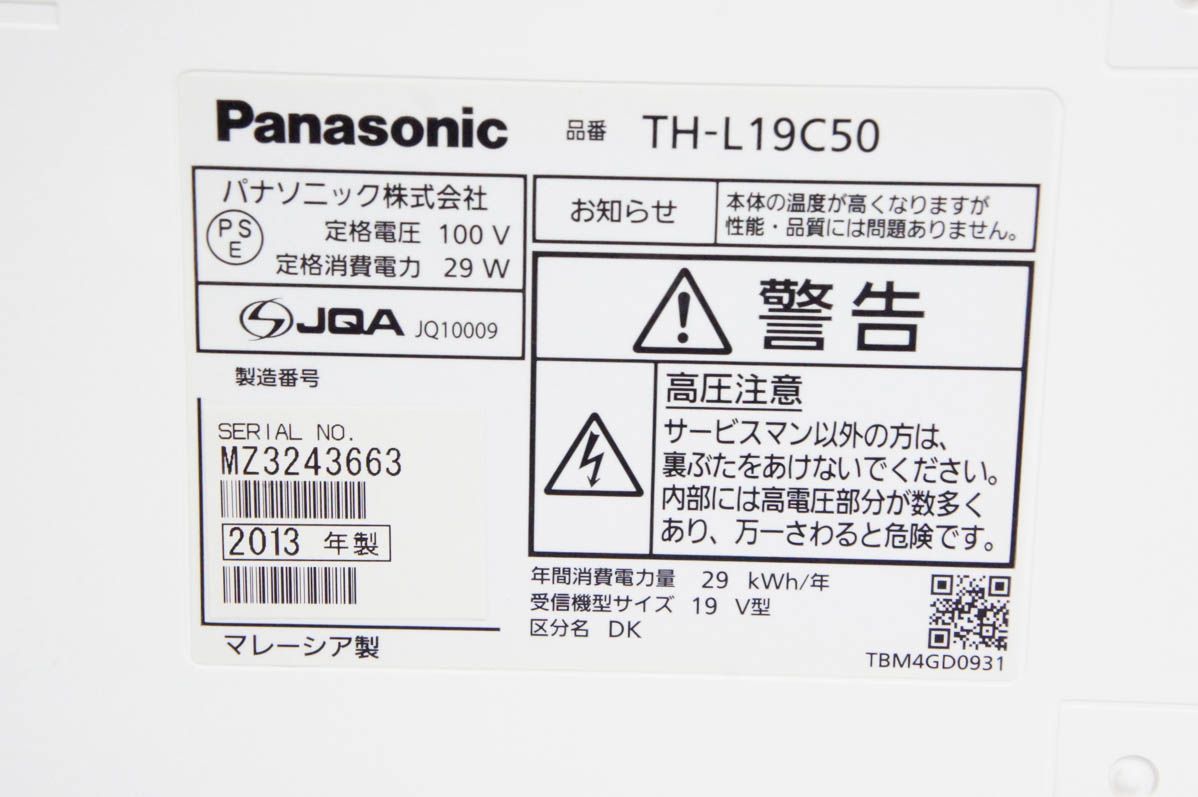 Panasonic 品番 TH-L19C50
パナソニック株式会社
PS
E
定格電圧 100 V
定格消費電力 29 W
JQA JQ10009
製造番号
SERIAL NO.
MZ3243663
2013 年製
マレーシア製
お知らせ
本体の温度が高くなりますが
性能・品質には問題ありません。
警告
高圧注意
サービスマン以外の方は、
裏ぶたをあけないでください。
内部には高電圧部分が数多く
あり、万一さわると危険です。
年間消費電力量 29 kWh/年
受信機型サイズ 19 V型
区分名 DK
TBM4GD0931